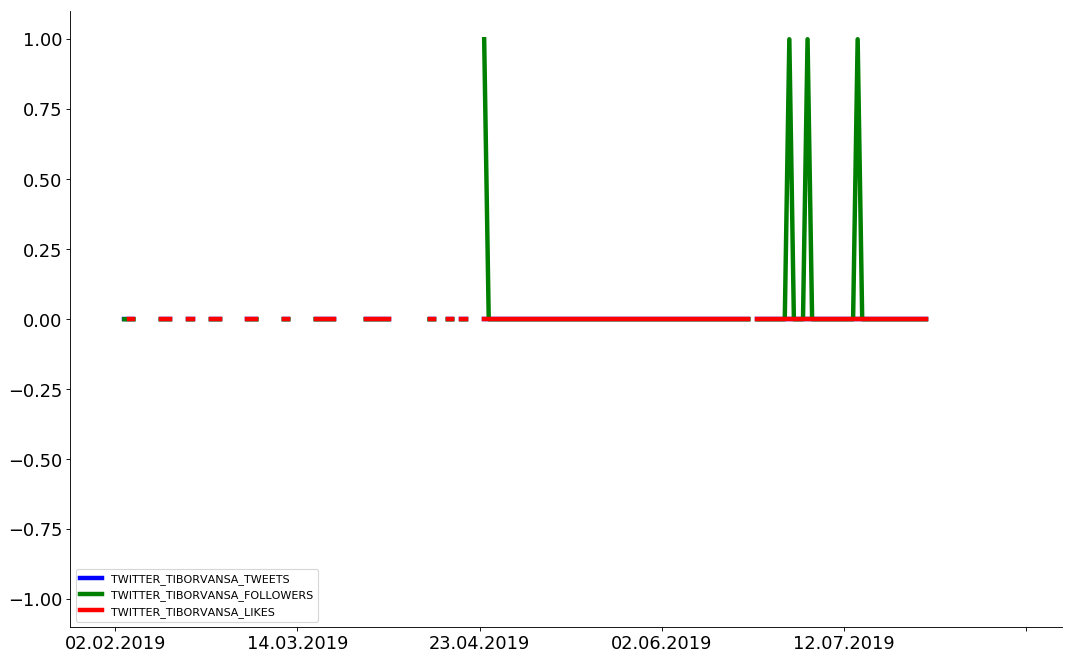 1.00
0.75
0.50
0.25
0.00
−0.25
−0.50
−0.75
−1.00
TWITTER_TIBORVANSA_TWEETS
TWITTER_TIBORVANSA_FOLLOWERS
TWITTER_TIBORVANSA_LIKES
02.02.2019 14.03.2019 23.04.2019 02.06.2019 12.07.2019